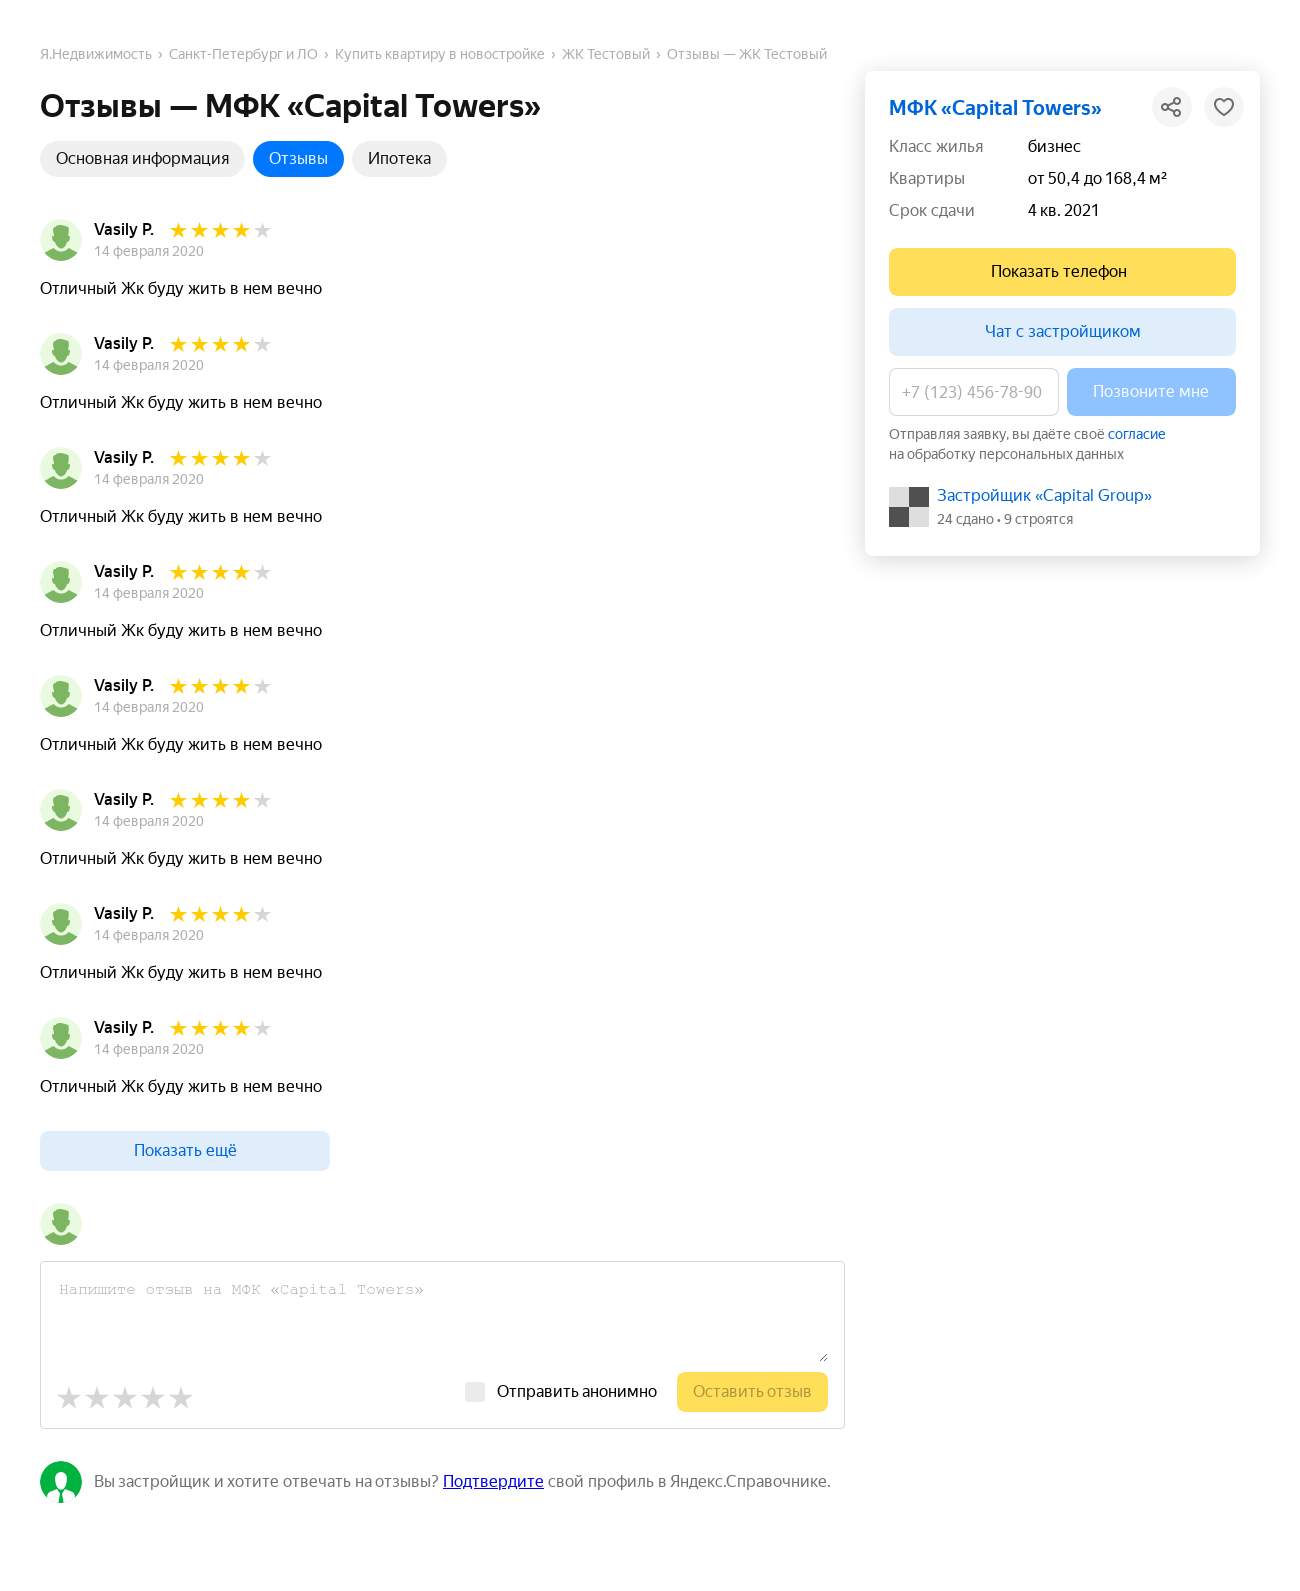 Я.Недвижимость › Санкт-Петербург и ЛО › Купить квартиру в новостройке › ЖК Тестовый › Отзывы — ЖК Тестовый
Отзывы — МФК «Capital Towers»
Основная информация Отзывы Ипотека
Vasily P.
14 февраля 2020
Отличный Жк буду жить в нем вечно
Vasily P.
14 февраля 2020
Отличный Жк буду жить в нем вечно
Vasily P.
14 февраля 2020
Отличный Жк буду жить в нем вечно
Vasily P.
14 февраля 2020
Отличный Жк буду жить в нем вечно
Vasily P.
14 февраля 2020
Отличный Жк буду жить в нем вечно
Vasily P.
14 февраля 2020
Отличный Жк буду жить в нем вечно
Vasily P.
14 февраля 2020
Отличный Жк буду жить в нем вечно
Vasily P.
14 февраля 2020
Отличный Жк буду жить в нем вечно
Показать ещё
Напишите отзыв на МФК «Capital Towers»
Отправить анонимно Оставить отзыв
Вы застройщик и хотите отвечать на отзывы? Подтвердите свой профиль в Яндекс.Справочнике.
МФК «Capital Towers»
Класс жилья бизнес
Квартиры от 50,4 до 168,4 м²
Срок сдачи 4 кв. 2021
Показать телефон
Чат с застройщиком
+7 (123) 456-78-90 Позвоните мне
Отправляя заявку, вы даёте своё согласие
на обработку персональных данных
Застройщик «Capital Group»
24 сдано • 9 строятся